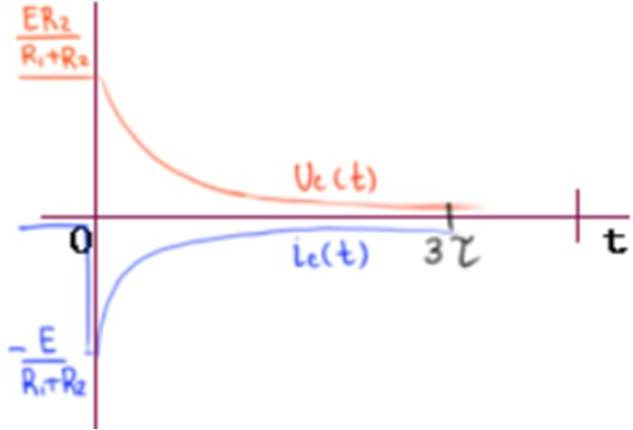 ER₂
R₁+R₂
Uc(t)
0
ic(t)
3τ
t
-E
R₁+R₂